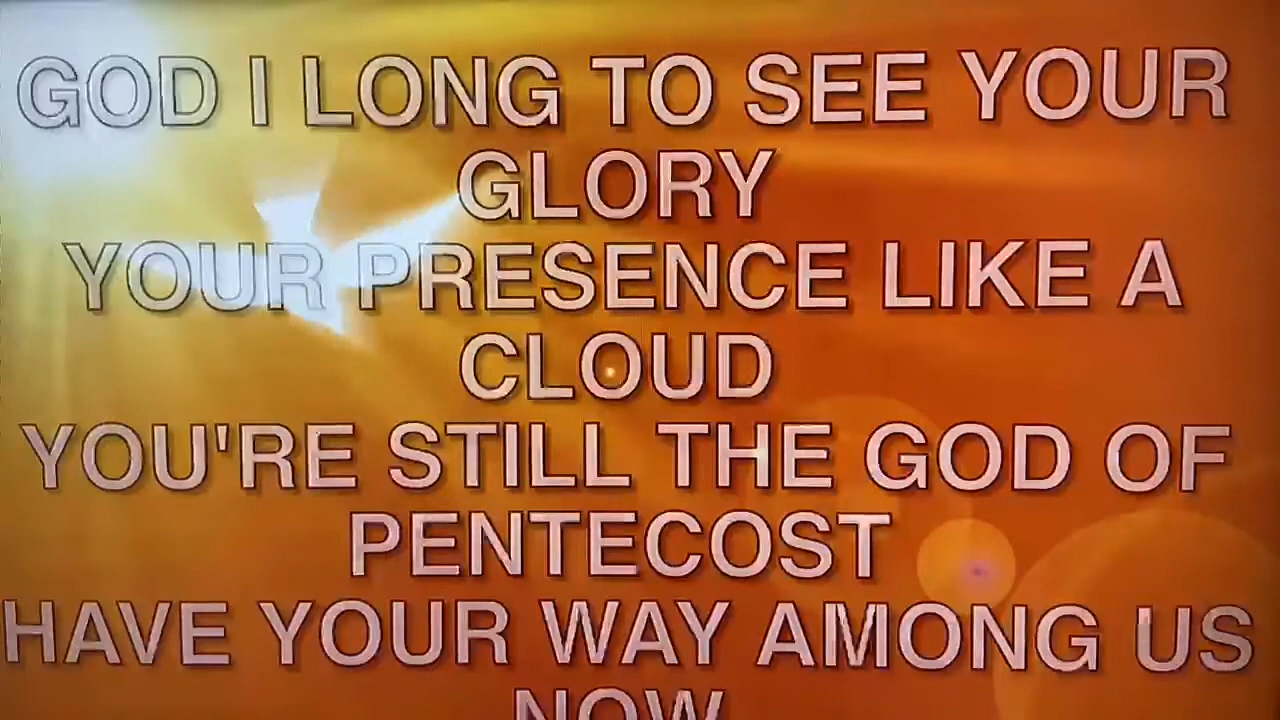 GOD I LONG TO SEE YOUR
GLORY
YOUR PRESENCE LIKE A
CLOUD
YOU'RE STILL THE GOD OF
PENTECOST
HAVE YOUR WAY AMONG US
NOW